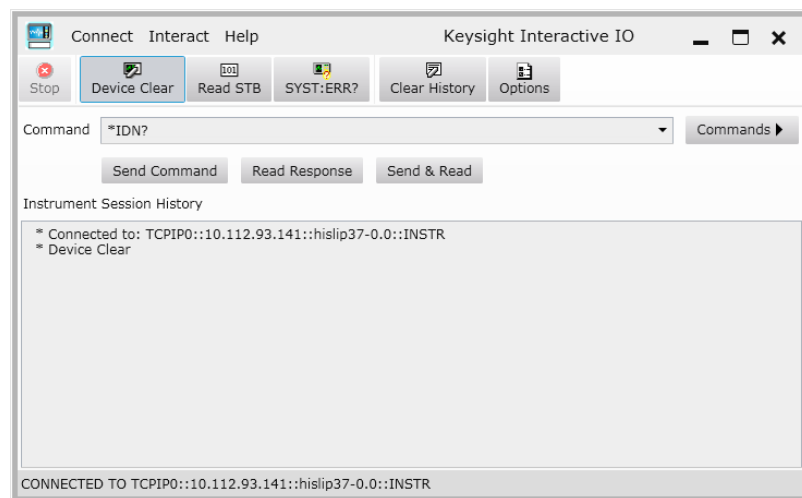 Connect Interact Help Keysight Interactive IO
Stop Device Clear 101 Read STB SYST:ERR? Clear History Options
Command *IDN? Commands
Send Command Read Response Send & Read
Instrument Session History
* Connected to: TCPIP0::10.112.93.141::hislip37-0.0::INSTR
* Device Clear
CONNECTED TO TCPIP0::10.112.93.141::hislip37-0.0::INSTR